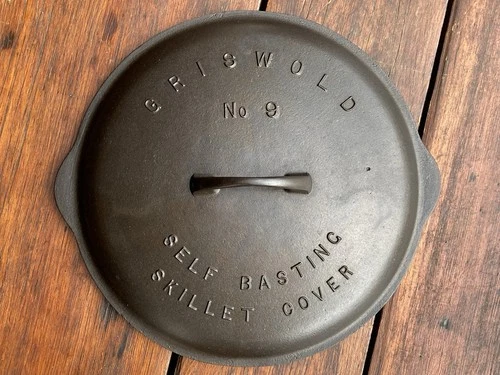 GRISWOLD
No 9
SELF BASTING
SKILLET COVER